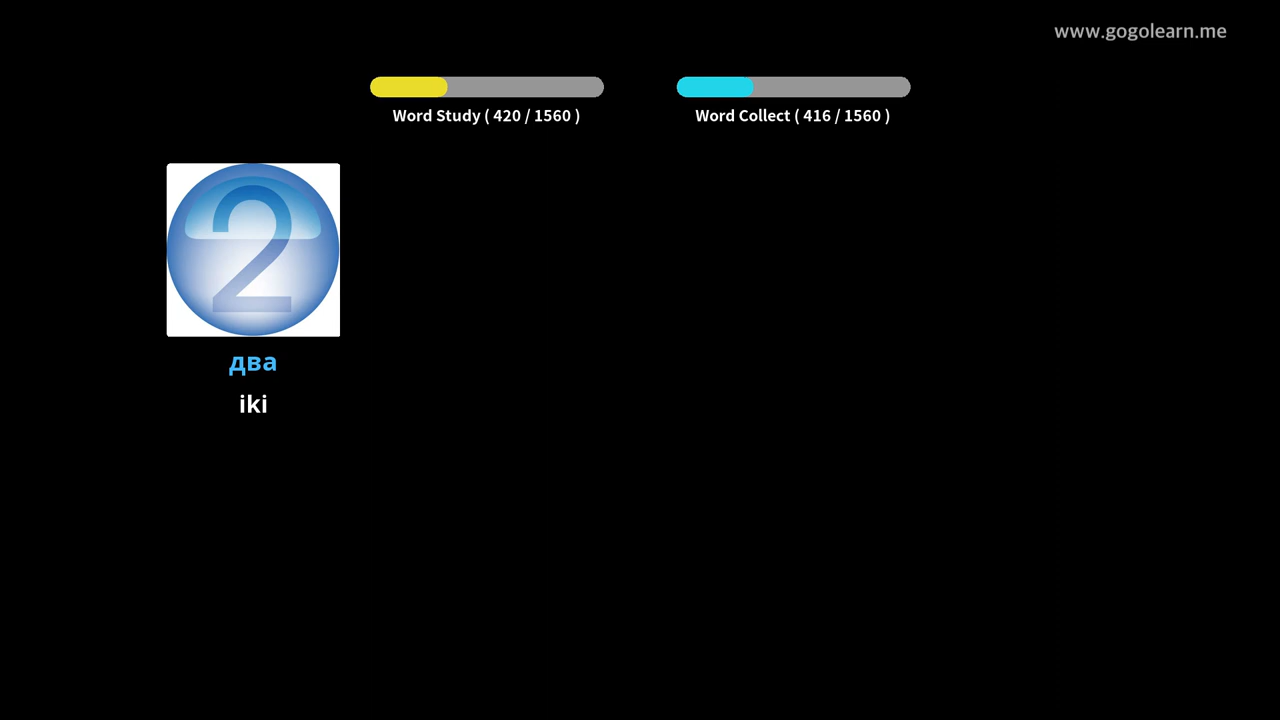 www.gogolearn.me
Word Study ( 420 / 1560 )
Word Collect ( 416 / 1560 )
2
два
iki